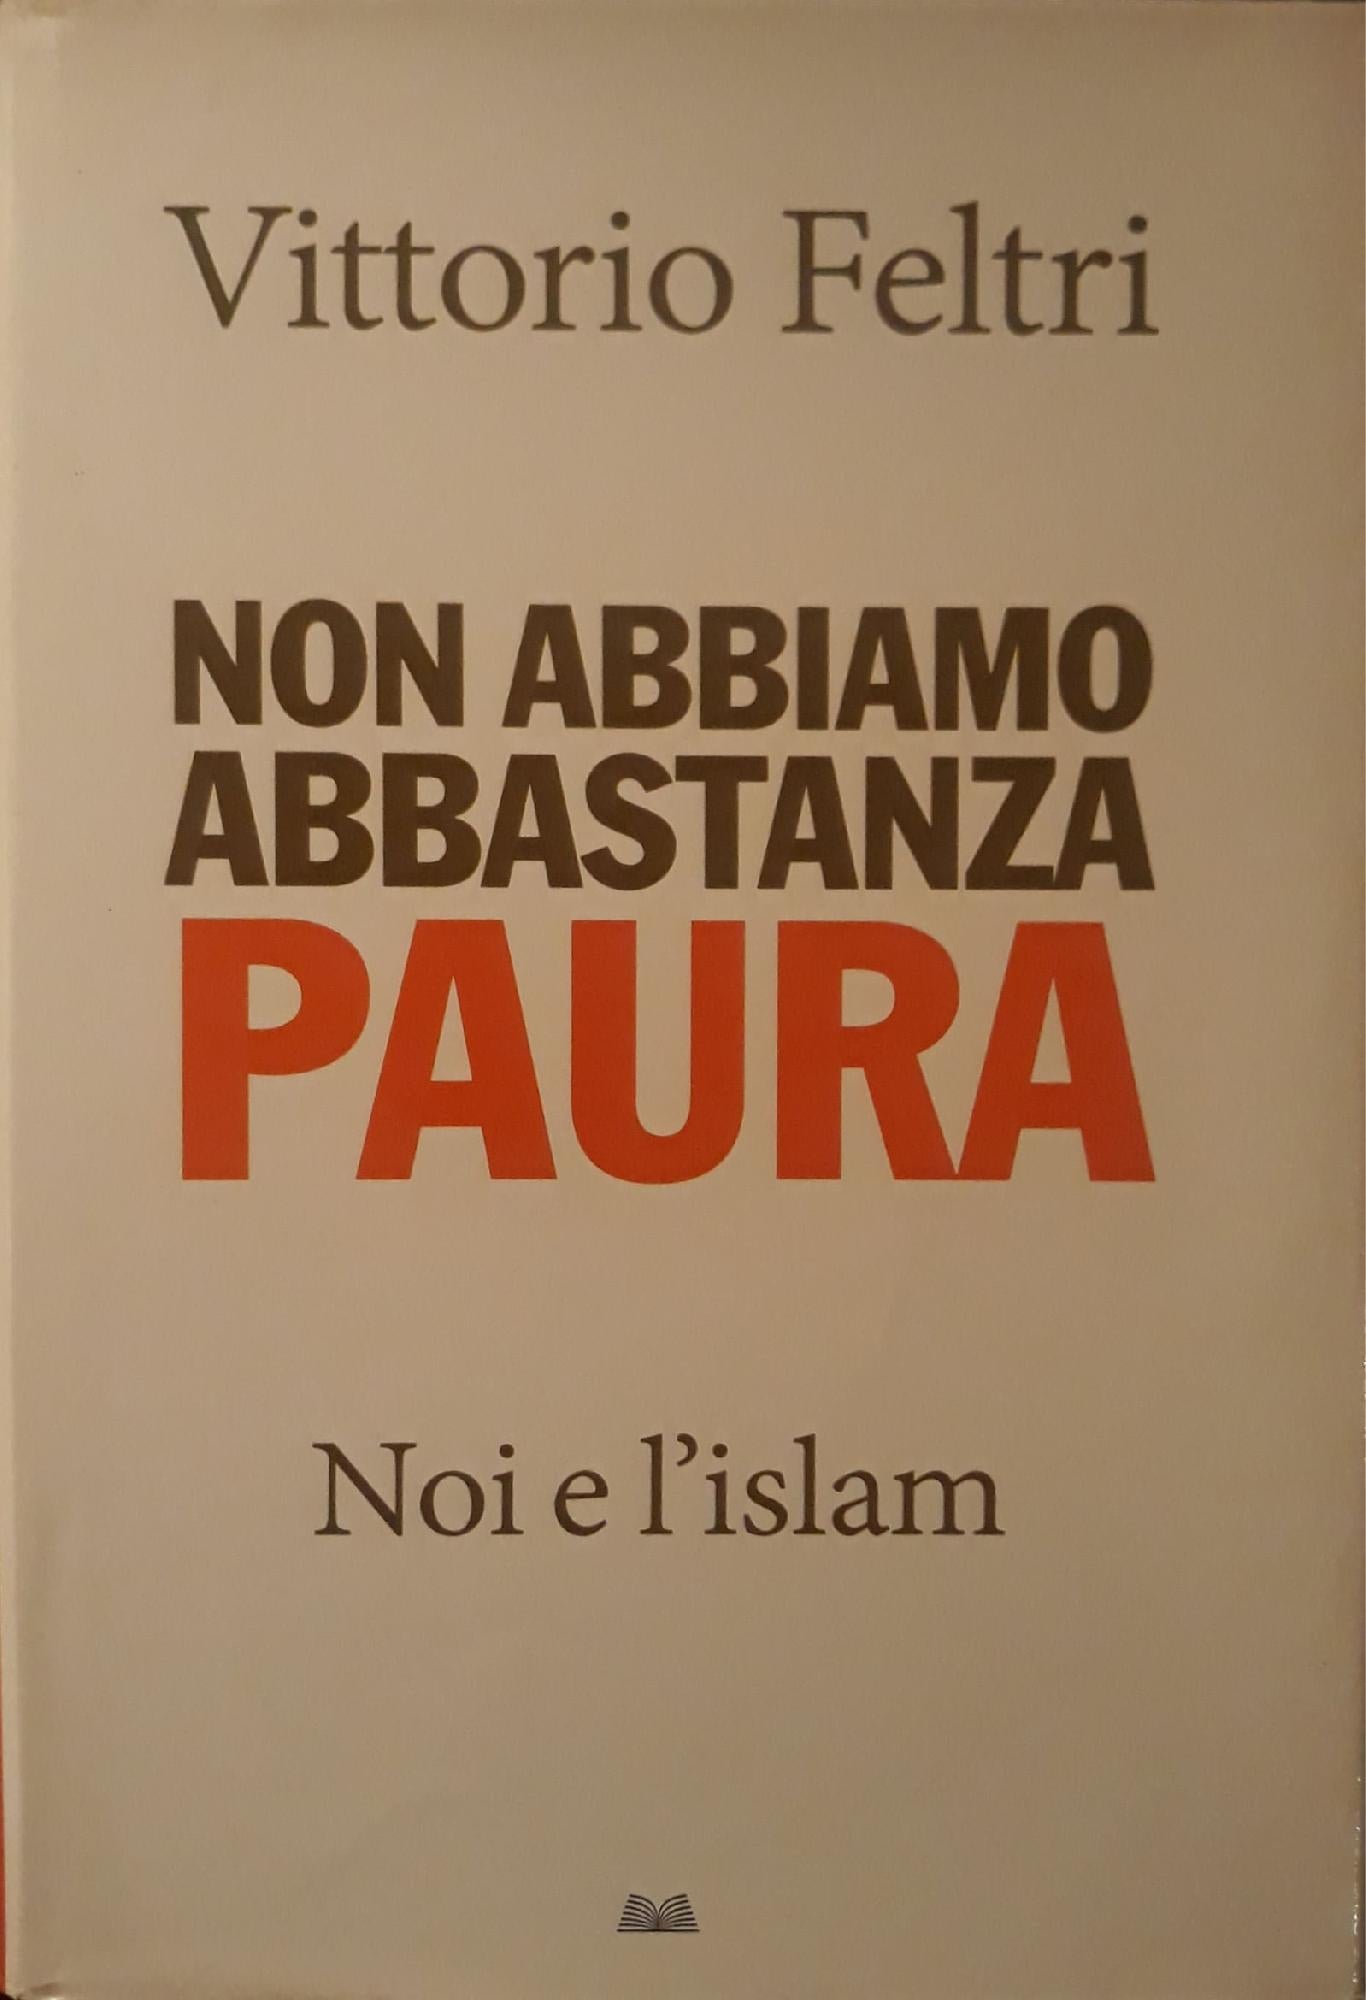 Vittorio Feltri
NON ABBIAMO
ABBASTANZA
PAURA
Noi e l’islam